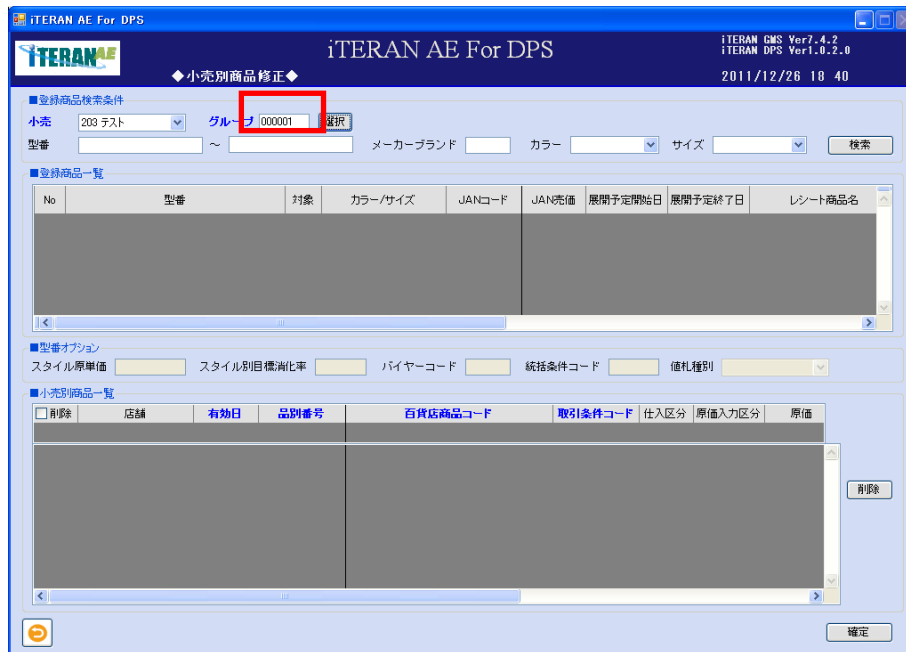 iTERAN AE For DPS
iTERAN AE
iTERAN AE For DPS
iTERAN GMS Ver7.4.2
iTERAN DPS Ver1.0.2.0
◆小売別商品修正◆
2011/12/26 18 40
■登録商品検索条件
小売 203 テスト グループ 000001 選択
型番 ～ メーカーブランド カラー サイズ 検索
■登録商品一覧
No 型番 対象 カラー/サイズ JANコード JAN売価 展開予定開始日 展開予定終了日 レシート商品名
■型番オプション
スタイル原単価 スタイル別目標消化率 バイヤーコード 統括条件コード 値札種別
■小売別商品一覧
削除 店舗 有効日 品別番号 百貨店商品コード 取引条件コード 仕入区分 原価入力区分 原価
削除
確定